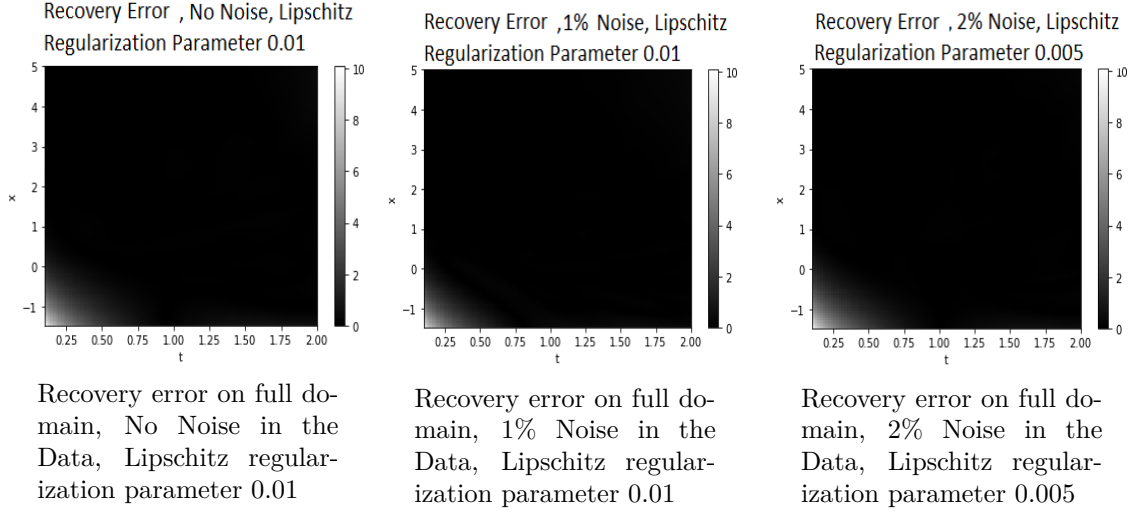 Recovery Error , No Noise, Lipschitz
Regularization Parameter 0.01
5
4
3
2
1
0
−1
x
0.25 0.50 0.75 1.00 1.25 1.50 1.75 2.00
t
10
8
6
4
2
0
Recovery error on full do-
main, No Noise in the
Data, Lipschitz regular-
ization parameter 0.01
Recovery Error ,1% Noise, Lipschitz
Regularization Parameter 0.01
5
4
3
2
1
0
−1
x
0.25 0.50 0.75 1.00 1.25 1.50 1.75 2.00
t
10
8
6
4
2
0
Recovery error on full do-
main, 1% Noise in the
Data, Lipschitz regular-
ization parameter 0.01
Recovery Error , 2% Noise, Lipschitz
Regularization Parameter 0.005
5
4
3
2
1
0
−1
x
0.25 0.50 0.75 1.00 1.25 1.50 1.75 2.00
t
10
8
6
4
2
0
Recovery error on full do-
main, 2% Noise in the
Data, Lipschitz regular-
ization parameter 0.005